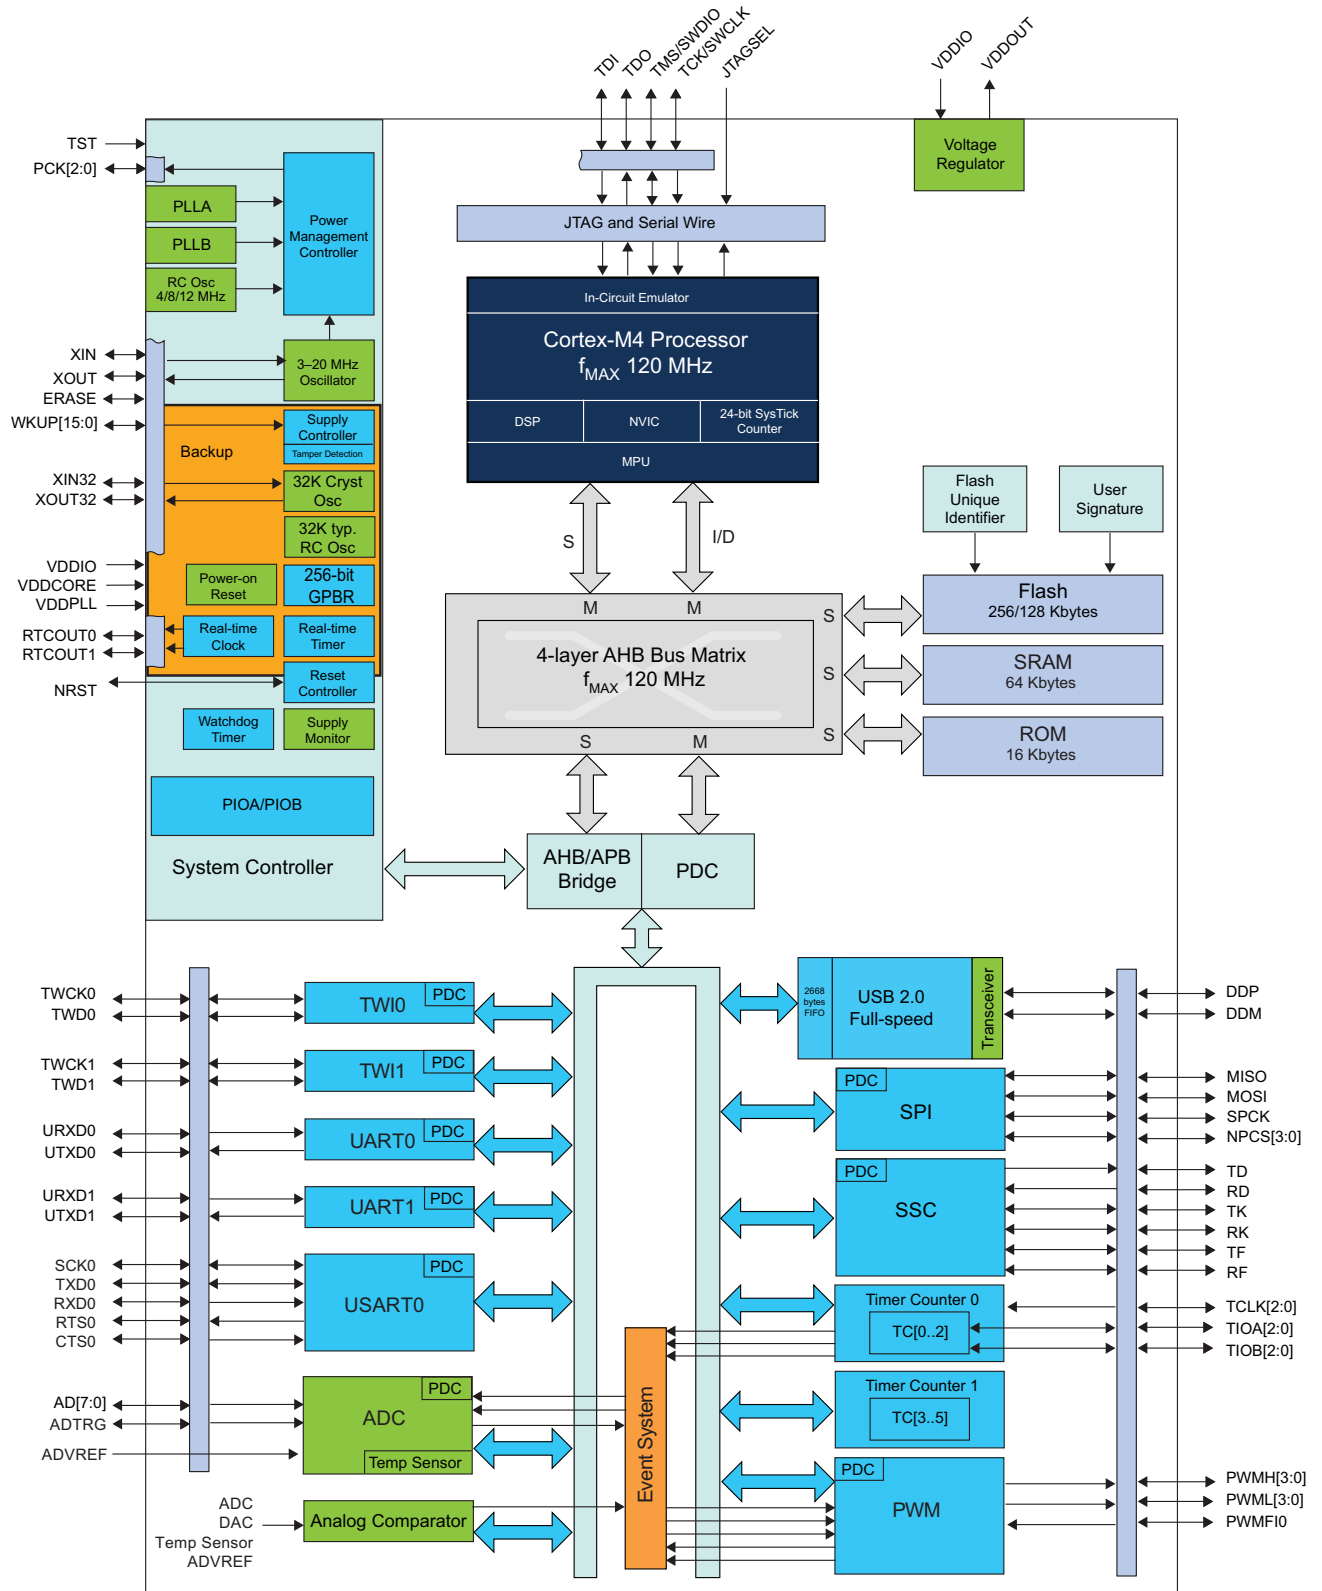 TDI
TDO
TMS/SWDIO
TCK/SWCLK
JTAGSEL
VDDIO
VDDOUT
TST
PCK[2:0]
PLLA
PLLB
RC Osc
4/8/12 MHz
Power
Management
Controller
Voltage
Regulator
JTAG and Serial Wire
In-Circuit Emulator
Cortex-M4 Processor
fMAX 120 MHz
DSP
NVIC
24-bit SysTick
Counter
MPU
XIN
XOUT
ERASE
WKUP[15:0]
XIN32
XOUT32
VDDIO
VDDCORE
VDDPLL
RTCOUT0
RTCOUT1
NRST
3–20 MHz
Oscillator
Backup
Supply
Controller
Tamper Detection
32K Cryst
Osc
32K typ.
RC Osc
Power-on
Reset
256-bit
GPBR
Real-time
Clock
Real-time
Timer
Reset
Controller
Watchdog
Timer
Supply
Monitor
PIOA/PIOB
System Controller
S
I/D
M
M
S
S
S
S
M
4-layer AHB Bus Matrix
fMAX 120 MHz
Flash
Unique
Identifier
User
Signature
Flash
256/128 Kbytes
SRAM
64 Kbytes
ROM
16 Kbytes
AHB/APB
Bridge
PDC
TWCK0
TWD0
TWI0
PDC
TWCK1
TWD1
TWI1
PDC
URXD0
UTXD0
UART0
PDC
URXD1
UTXD1
UART1
PDC
SCK0
TXD0
RXD0
RTS0
CTS0
USART0
PDC
AD[7:0]
ADTRG
ADVREF
ADC
PDC
Temp Sensor
ADC
DAC
Temp Sensor
ADVREF
Analog Comparator
Event System
2668
bytes
FIFO
USB 2.0
Full-speed
Transceiver
DDP
DDM
PDC
SPI
MISO
MOSI
SPCK
NPCS[3:0]
PDC
SSC
TD
RD
TK
RK
TF
RF
Timer Counter 0
TC[0..2]
TCLK[2:0]
TIOA[2:0]
TIOB[2:0]
Timer Counter 1
TC[3..5]
PDC
PWM
PWMH[3:0]
PWML[3:0]
PWMFI0